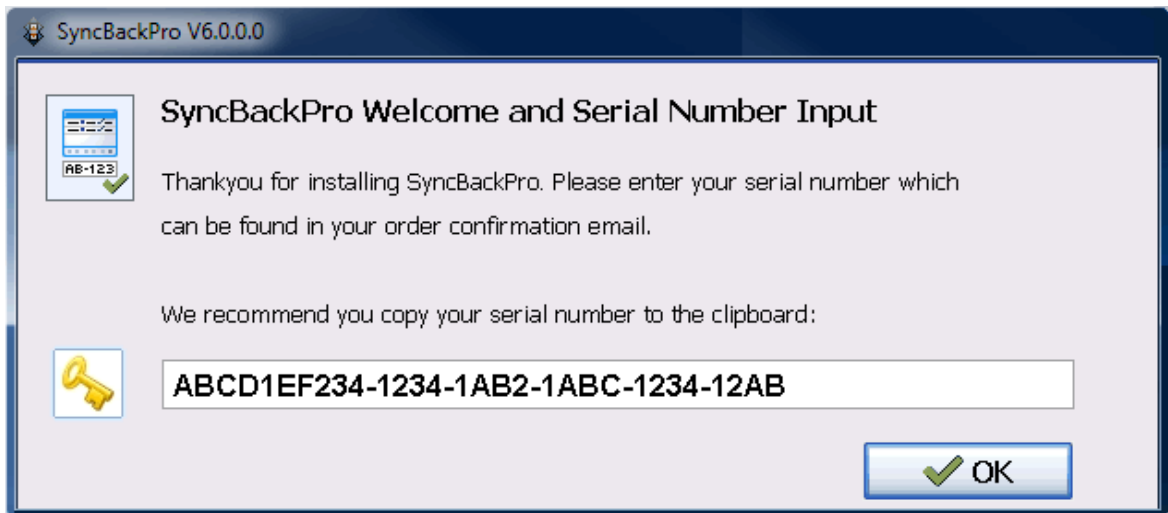 SyncBackPro V6.0.0.0
SyncBackPro Welcome and Serial Number Input
AB-123
Thankyou for installing SyncBackPro. Please enter your serial number which
can be found in your order confirmation email.
We recommend you copy your serial number to the clipboard:
ABCD1EF234-1234-1AB2-1ABC-1234-12AB
OK